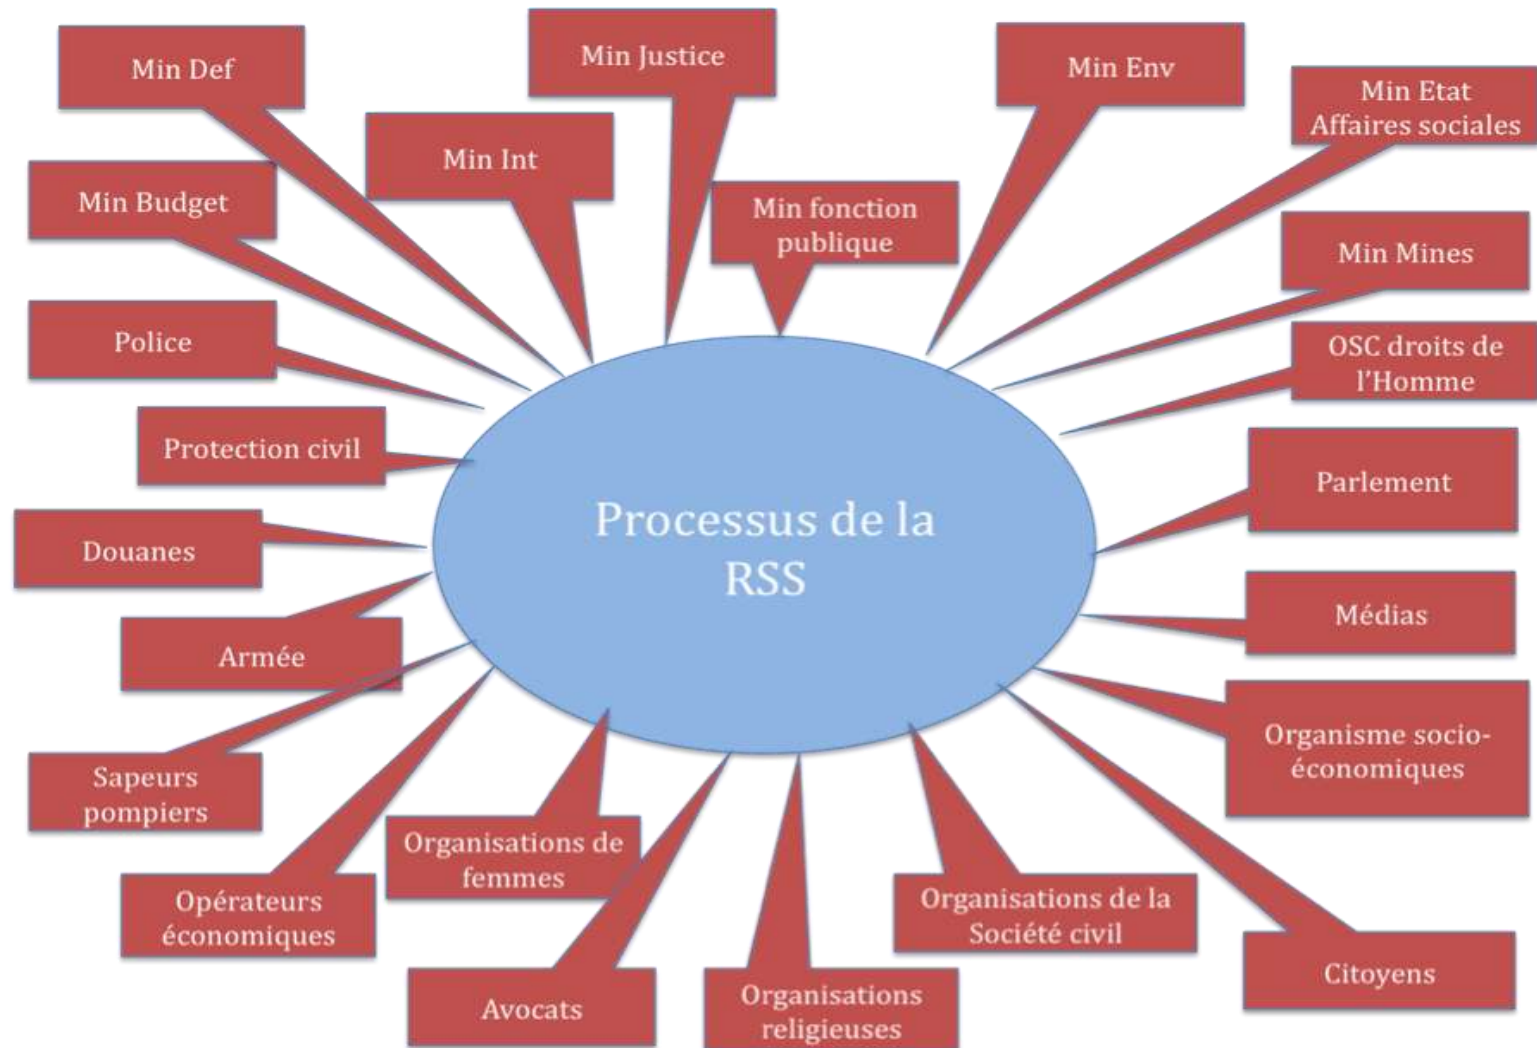 Min Def
Min Justice
Min Env
Min Etat
Affaires sociales
Min Int
Min Budget
Min fonction
publique
Min Mines
Police
OSC droits de
l'Homme
Protection civil
Parlement
Processus de la
RSS
Douanes
Médias
Armée
Organisme socio-
économiques
Sapeurs
pompiers
Organisations de
femmes
Opérateurs
économiques
Organisations de la
Société civil
Citoyens
Avocats
Organisations
religieuses